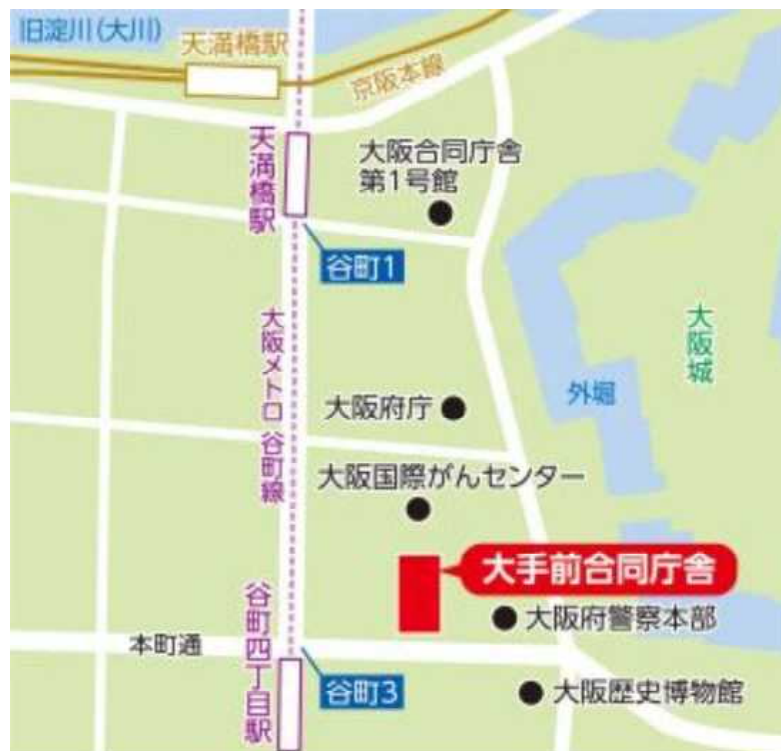 旧淀川(大川)
天満橋駅
京阪本線
天満橋駅
大阪合同庁舎
第1号館
谷町1
大阪メトロ 谷町線
大阪城
外堀
大阪府庁
大阪国際がんセンター
大手前合同庁舎
大阪府警察本部
谷町四丁目駅
本町通
谷町3
大阪歴史博物館